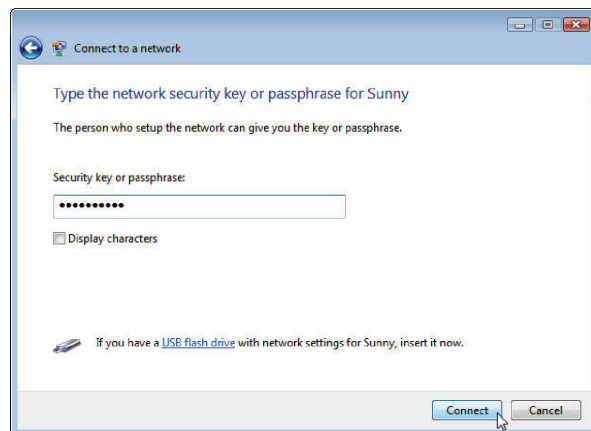 Connect to a network
Type the network security key or passphrase for Sunny
The person who setup the network can give you the key or passphrase.
Security key or passphrase:
••••••••••
Display characters
If you have a USB flash drive with network settings for Sunny, insert it now.
Connect Cancel